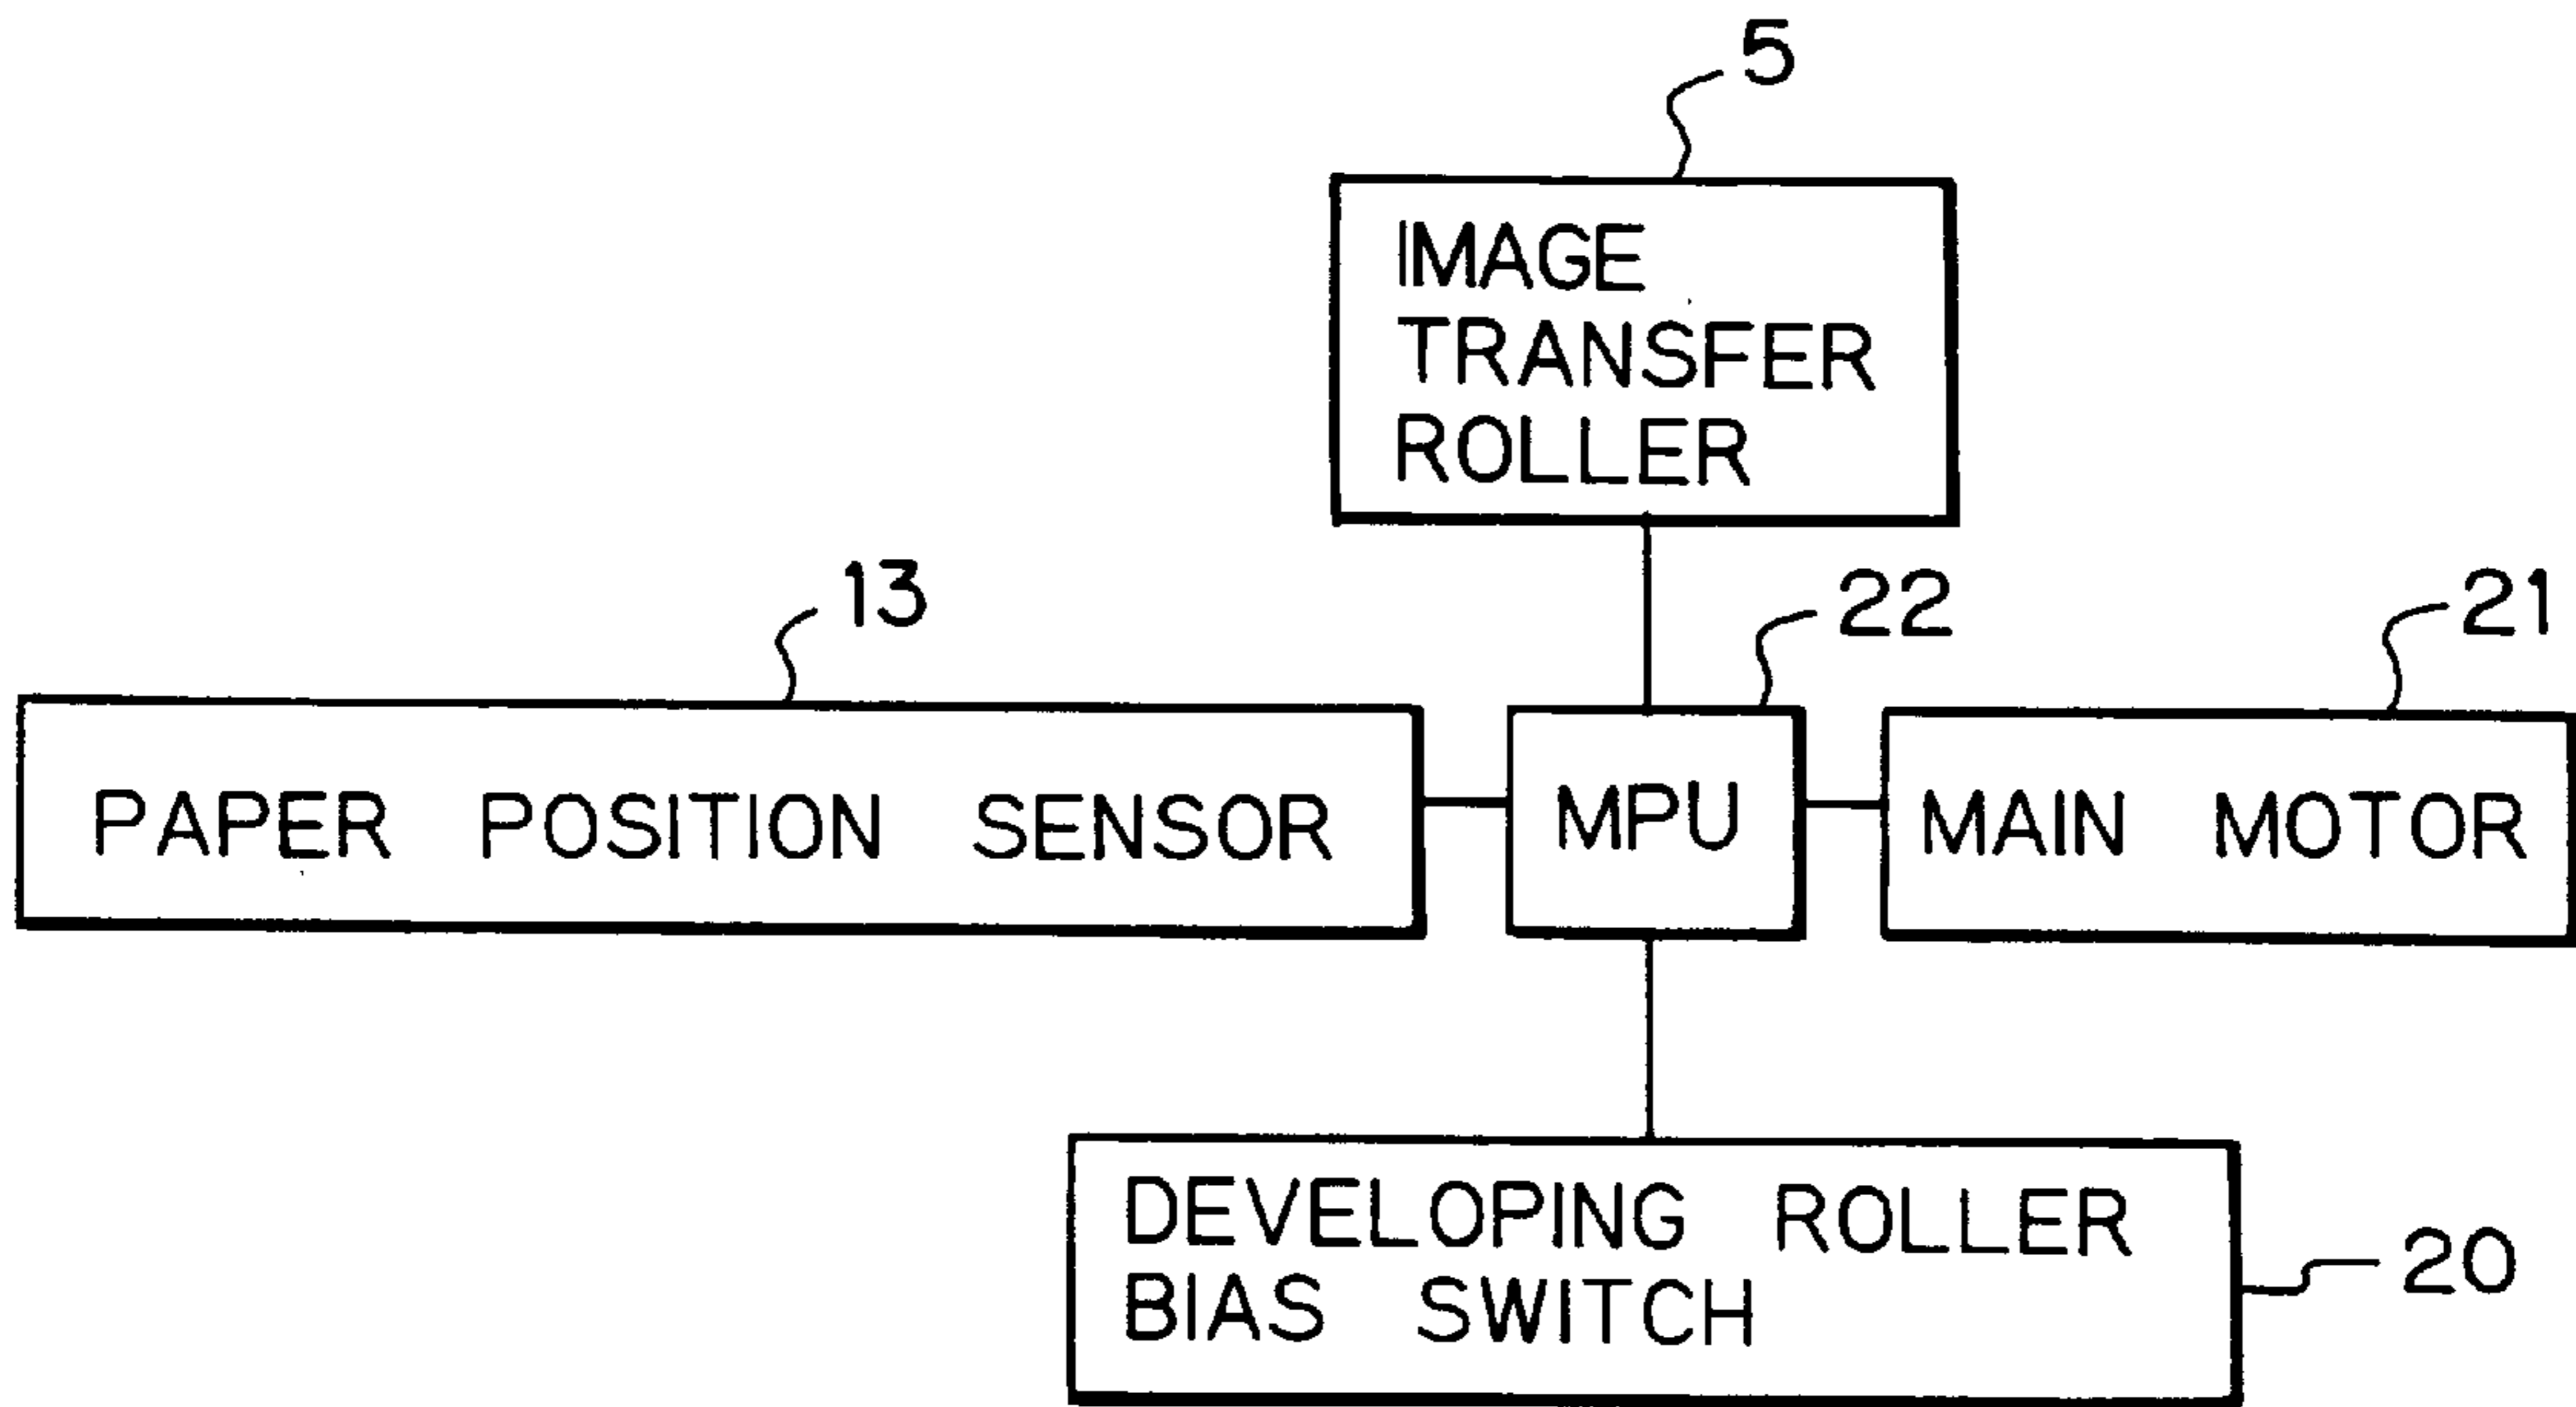 5
IMAGE
TRANSFER
ROLLER
13
22
21
PAPER POSITION SENSOR
MPU
MAIN MOTOR
DEVELOPING ROLLER
BIAS SWITCH
20